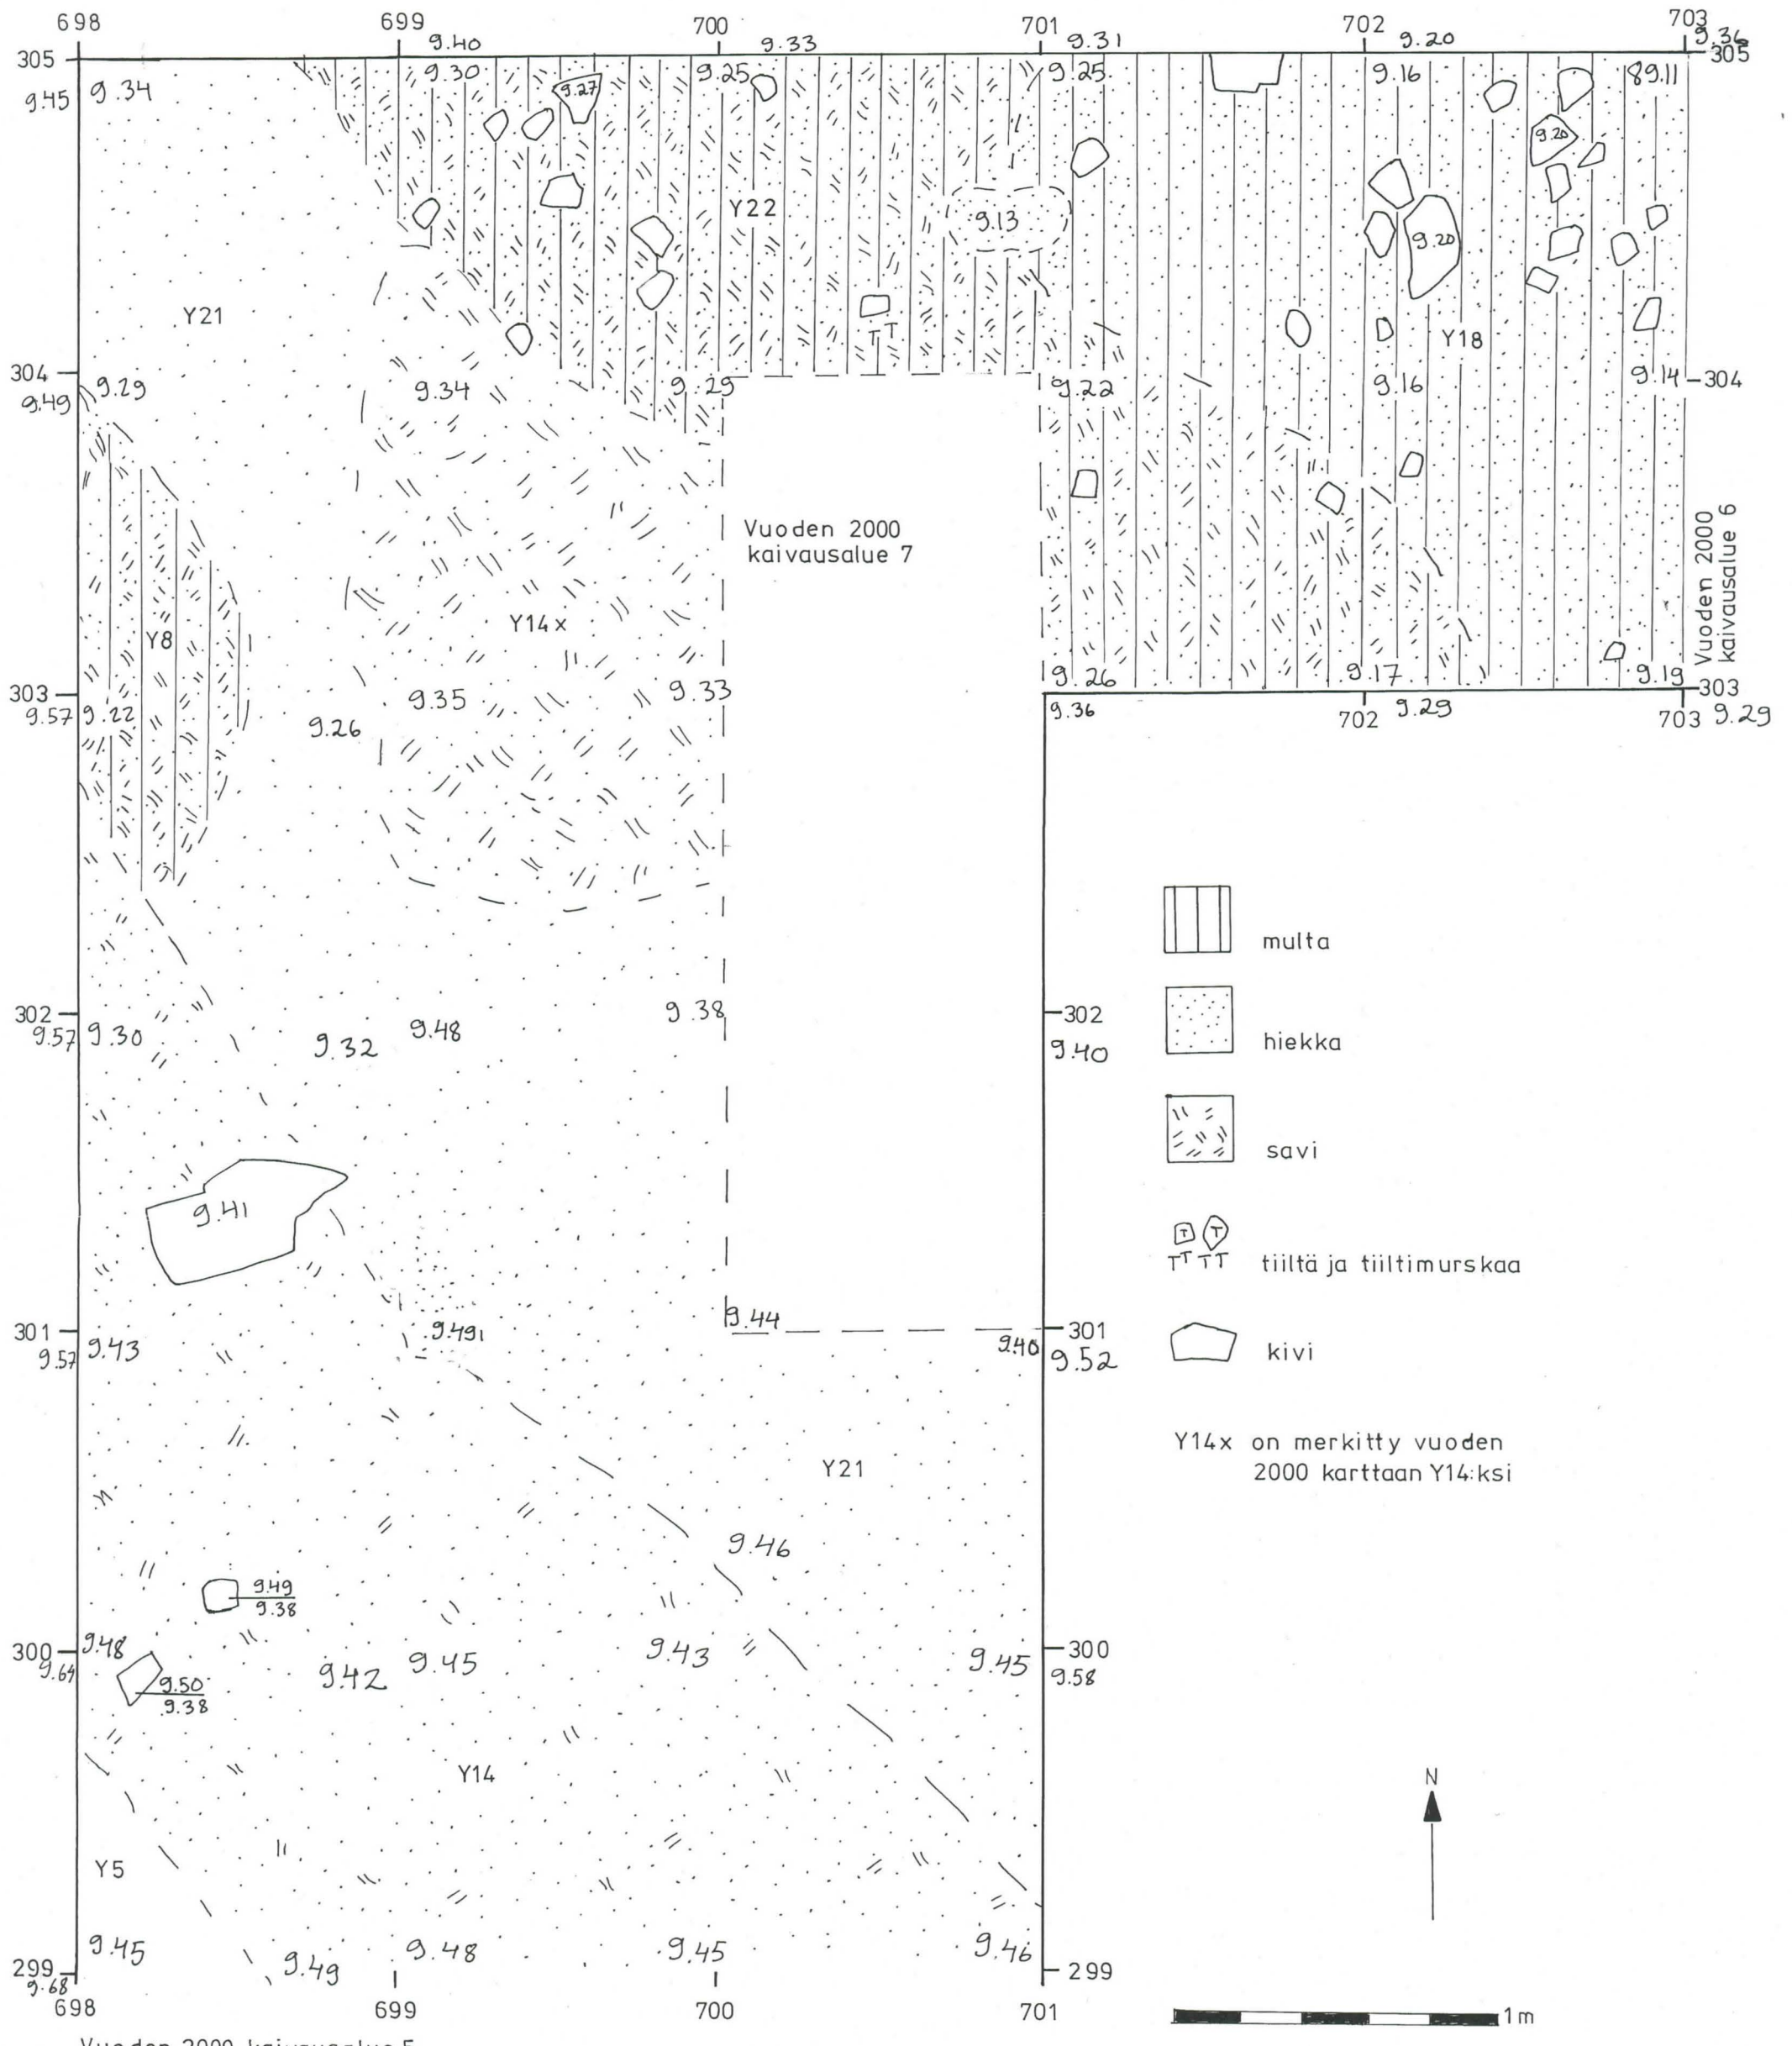 698 699 700 701 702 703
9.40 9.33 9.31 9.20 9.36
305 305
9.45 9.34 9.30 9.27 9.25 9.25 9.16 89.11
9.20
Y22 9.13
9.20
Y21 Y18
T T
304 9.29 9.34 9.29 9.22 9.16 9.14 304
9.49
Vuoden 2000
kaivausalue 7
Y14x
Y8
Vuoden 2000
kaivausalue 6
303 9.35 9.33 9.26 9.17 9.19 303
9.57 9.22 9.26 9.36 702 9.29 703 9.29
multa
302 9.38 302
9.57 9.30 9.32 9.48 9.40
hiekka
savi
9.41
T T
T T T T tiiltä ja tiiltimurskaa
301 9.491 9.44 301
9.57 9.43 9.40 9.52
kivi
Y14x on merkitty vuoden
2000 karttaan Y14:ksi
Y21
9.46
9.49
9.38
300 9.48 300
9.64 9.42 9.45 9.43 9.45 9.58
9.50
9.38
Y14
N
Y5
9.45 9.49 9.48 9.45 9.46
299 299
9.68
698 699 700 701
1m
Vuoden 2000 kaivausalue 5